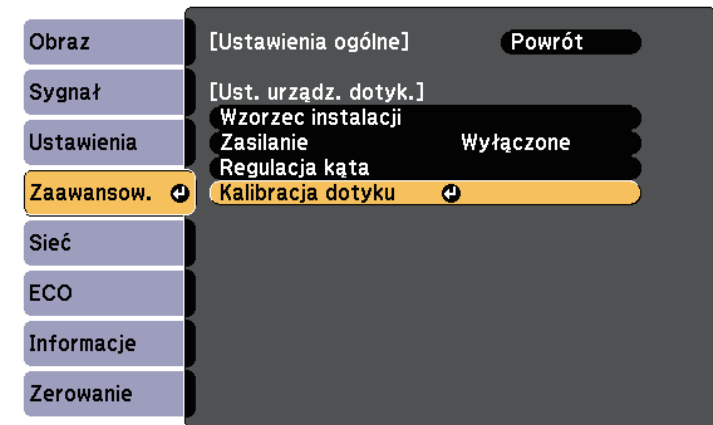 Obraz
Sygnał
Ustawienia
Zaawansow.
Sieć
ECO
Informacje
Zerowanie
[Ustawienia ogólne] Powrót
[Ust. urządz. dotyk.]
Wzorzec instalacji
Zasilanie Wyłączone
Regulacja kąta
Kalibracja dotyku